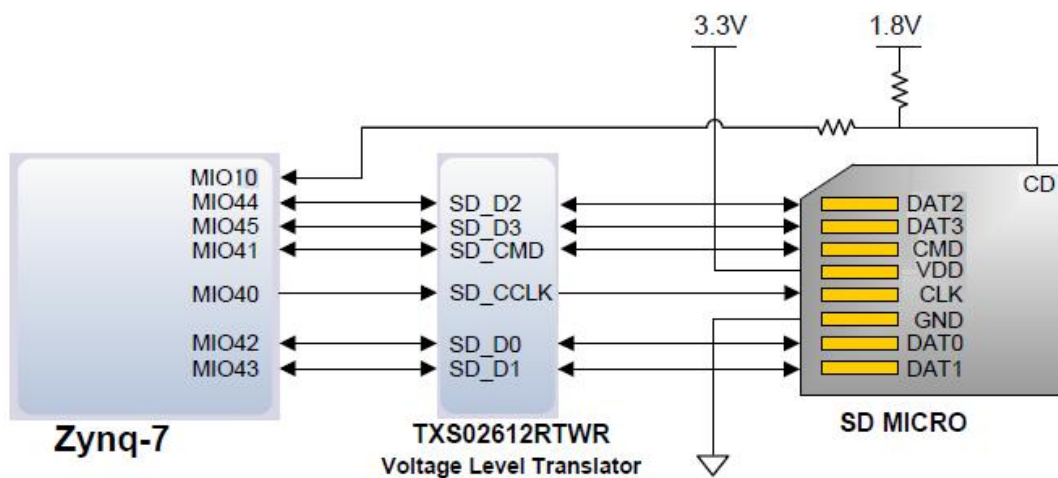 3.3V 1.8V
CD
MIO10
MIO44 SD_D2 DAT2
MIO45 SD_D3 DAT3
MIO41 SD_CMD CMD
VDD
MIO40 SD_CCLK CLK
GND
MIO42 SD_D0 DAT0
MIO43 SD_D1 DAT1
Zynq-7 TXS02612RTWR SD MICRO
Voltage Level Translator